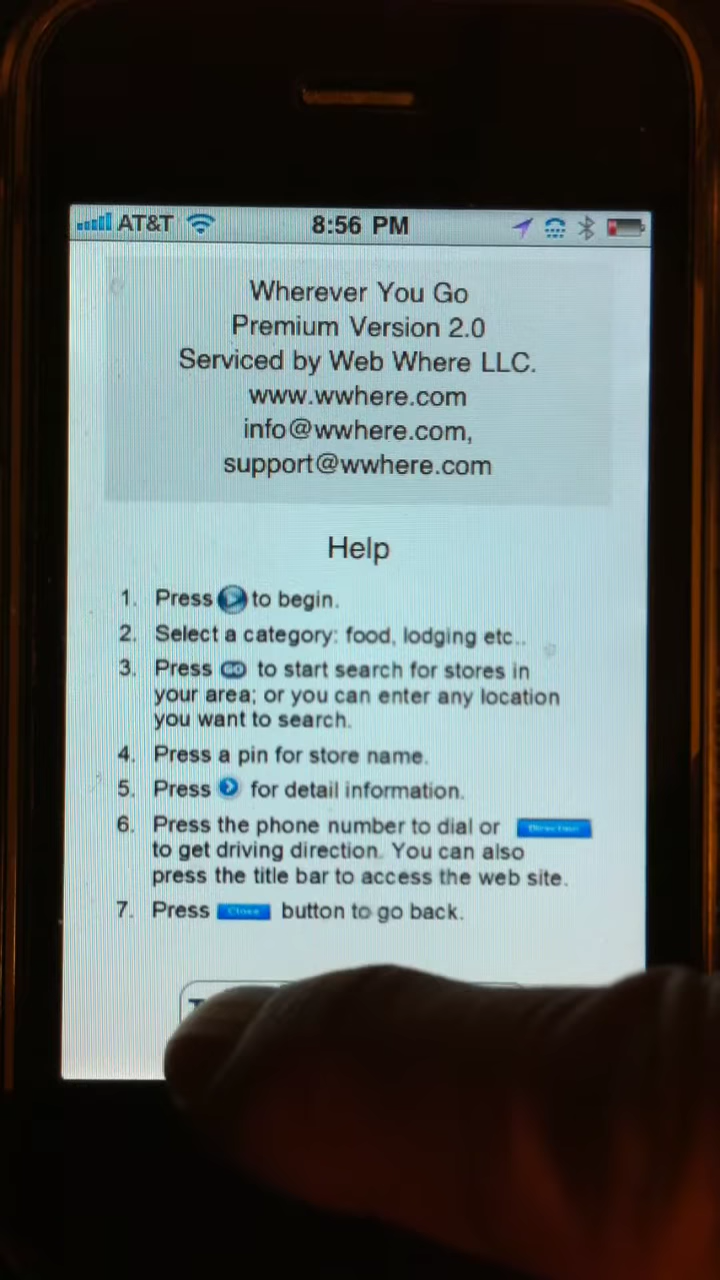 AT&T 8:56 PM
Wherever You Go
Premium Version 2.0
Serviced by Web Where LLC.
www.wwhere.com
info@wwhere.com,
support@wwhere.com
Help
1. Press to begin.
2. Select a category: food, lodging etc..
3. Press GO to start search for stores in
your area; or you can enter any location
you want to search.
4. Press a pin for store name.
5. Press for detail information.
6. Press the phone number to dial or
to get driving direction. You can also
press the title bar to access the web site.
7. Press Close button to go back.